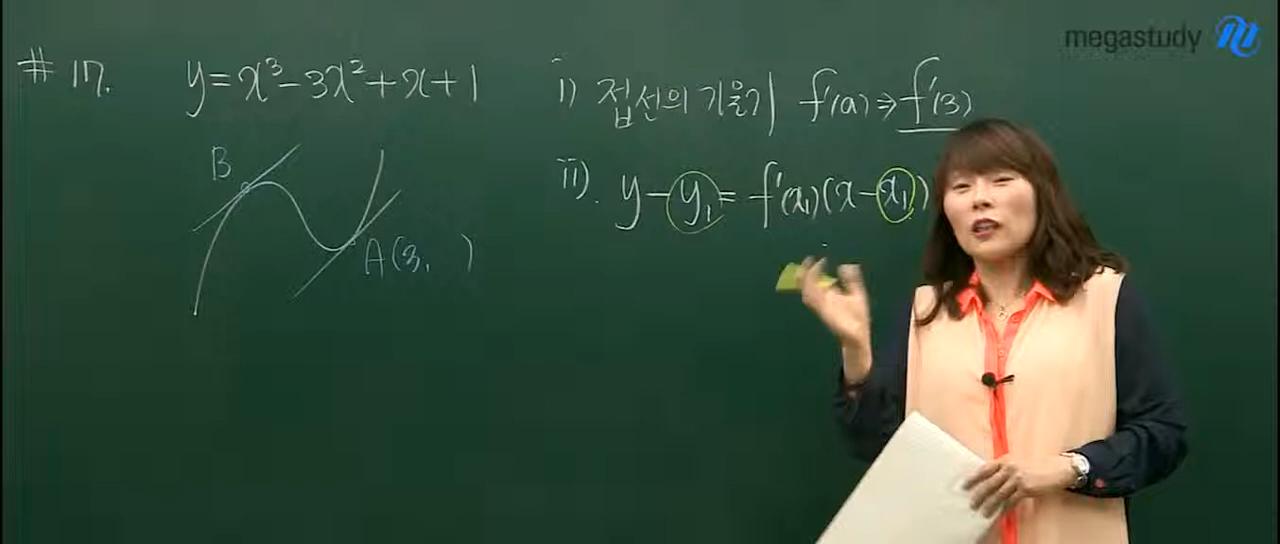 megastudy
# 17. y=x³-3x²+x+1
B
A(3, )
i) 접선의 기울기 f'(a)⇒f'(3)
ii). y-y₁=f'(x₁)(x-x₁)